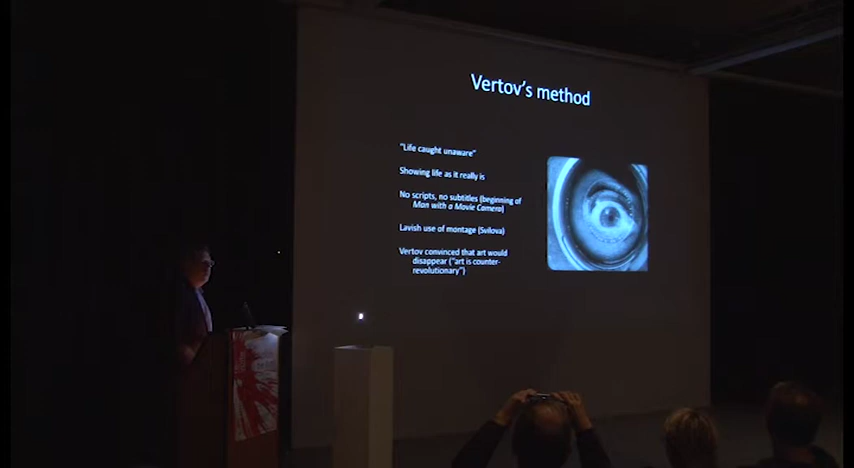 Vertov's method
"Life caught unaware"
Showing life as it really is
No scripts, no subtitles (beginning of
Man with a Movie Camera)
Lavish use of montage (Svilova)
Vertov convinced that art would
disappear ("art is counter-
revolutionary")